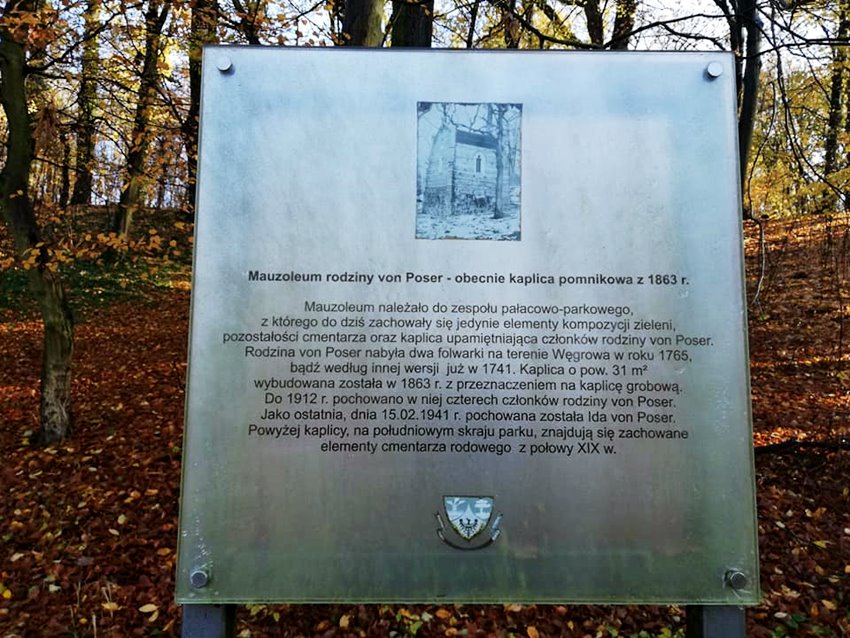 Mauzoleum rodziny von Poser - obecnie kaplica pomnikowa z 1863 r.
Mauzoleum należało do zespołu pałacowo-parkowego,
z którego do dziś zachowały się jedynie elementy kompozycji zieleni,
pozostałości cmentarza oraz kaplica upamiętniająca członków rodziny von Poser.
Rodzina von Poser nabyła dwa folwarki na terenie Węgrowa w roku 1765,
bądź według innej wersji już w 1741. Kaplica o pow. 31 m²
wybudowana została w 1863 r. z przeznaczeniem na kaplicę grobową.
Do 1912 r. pochowano w niej czterech członków rodziny von Poser.
Jako ostatnia, dnia 15.02.1941 r. pochowana została Ida von Poser.
Powyżej kaplicy, na południowym skraju parku, znajdują się zachowane
elementy cmentarza rodowego z połowy XIX w.